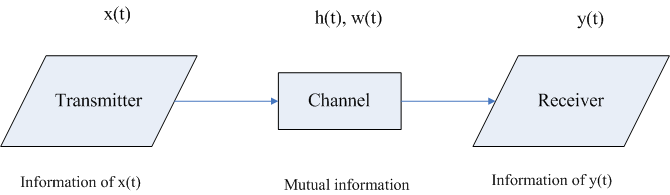 x(t)
h(t), w(t)
y(t)
Transmitter
Channel
Receiver
Information of x(t)
Mutual information
Information of y(t)